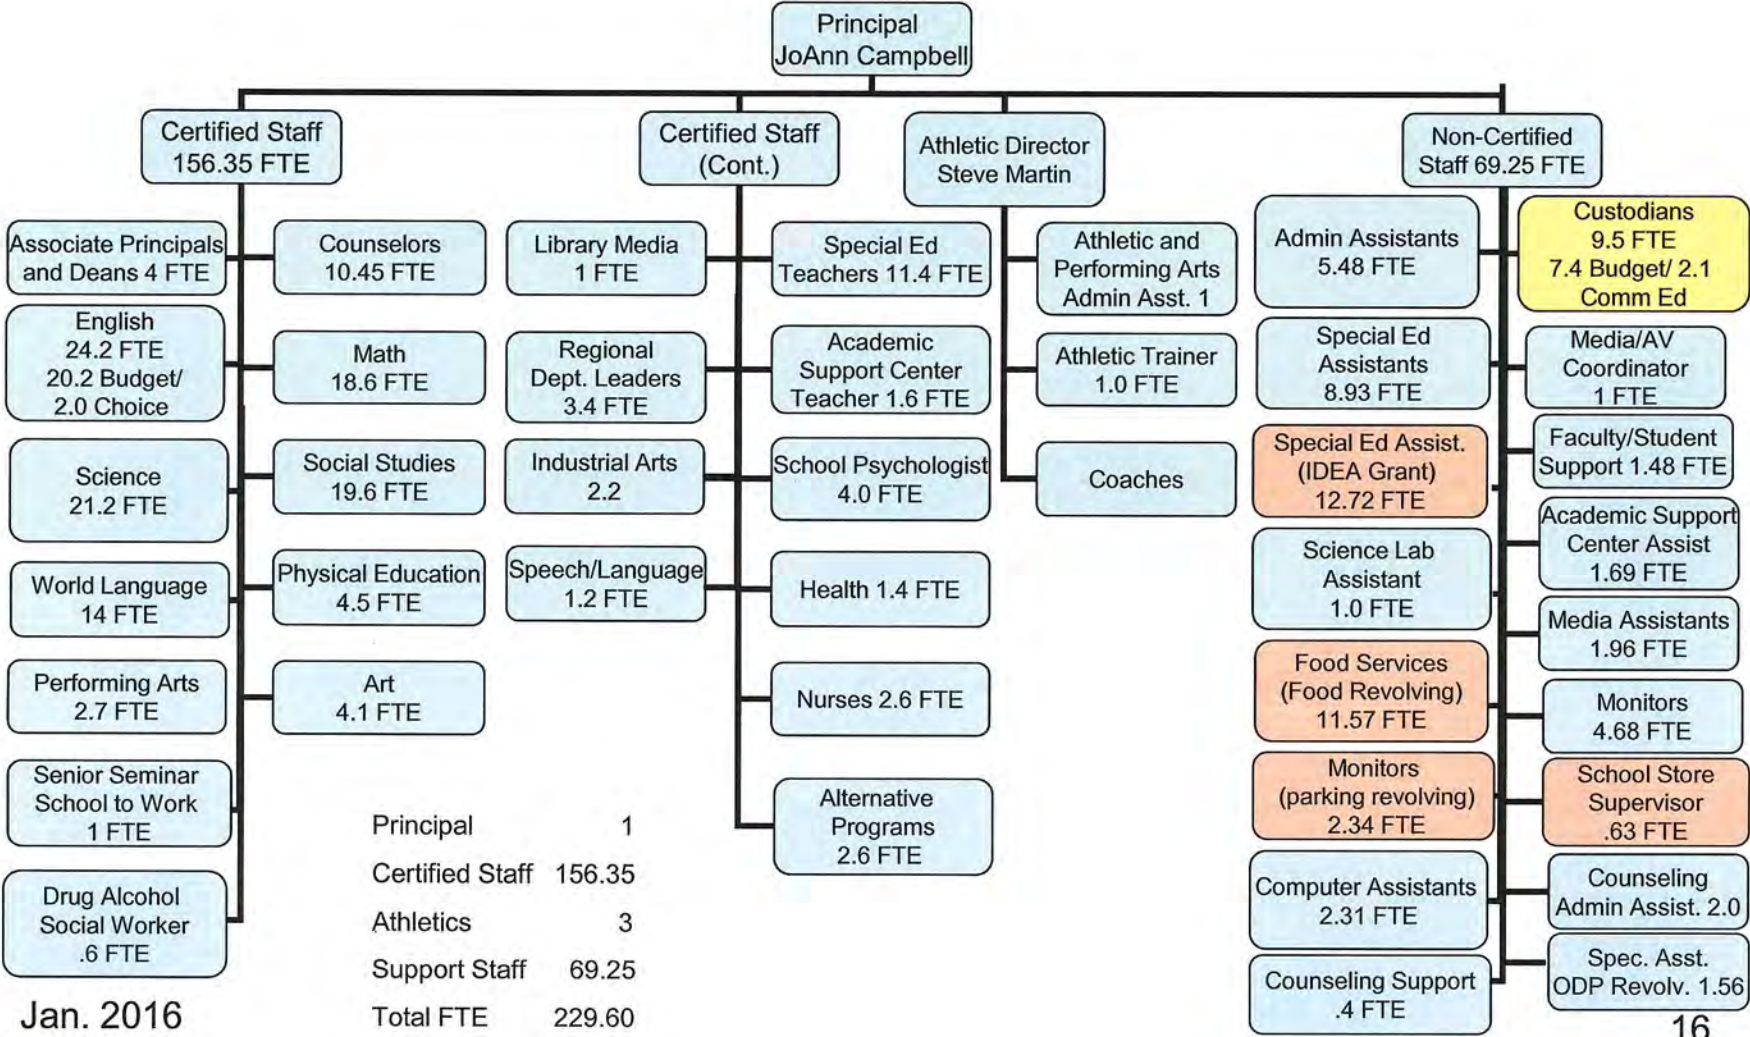 Principal
JoAnn Campbell
Certified Staff
156.35 FTE
Associate Principals
and Deans 4 FTE
Counselors
10.45 FTE
English
24.2 FTE
20.2 Budget/
2.0 Choice
Math
18.6 FTE
Science
21.2 FTE
Social Studies
19.6 FTE
World Language
14 FTE
Physical Education
4.5 FTE
Performing Arts
2.7 FTE
Art
4.1 FTE
Senior Seminar
School to Work
1 FTE
Drug Alcohol
Social Worker
.6 FTE
Certified Staff
(Cont.)
Library Media
1 FTE
Special Ed
Teachers 11.4 FTE
Regional
Dept. Leaders
3.4 FTE
Academic
Support Center
Teacher 1.6 FTE
Industrial Arts
2.2
School Psychologist
4.0 FTE
Speech/Language
1.2 FTE
Health 1.4 FTE
Nurses 2.6 FTE
Alternative
Programs
2.6 FTE
Athletic Director
Steve Martin
Athletic and
Performing Arts
Admin Asst. 1
Athletic Trainer
1.0 FTE
Coaches
Non-Certified
Staff 69.25 FTE
Admin Assistants
5.48 FTE
Custodians
9.5 FTE
7.4 Budget/ 2.1
Comm Ed
Special Ed
Assistants
8.93 FTE
Media/AV
Coordinator
1 FTE
Special Ed Assist.
(IDEA Grant)
12.72 FTE
Faculty/Student
Support 1.48 FTE
Science Lab
Assistant
1.0 FTE
Academic Support
Center Assist
1.69 FTE
Media Assistants
1.96 FTE
Food Services
(Food Revolving)
11.57 FTE
Monitors
4.68 FTE
Monitors
(parking revolving)
2.34 FTE
School Store
Supervisor
.63 FTE
Computer Assistants
2.31 FTE
Counseling
Admin Assist. 2.0
Counseling Support
.4 FTE
Spec. Asst.
ODP Revolv. 1.56
Principal 1
Certified Staff 156.35
Athletics 3
Support Staff 69.25
Total FTE 229.60
Jan. 2016
16